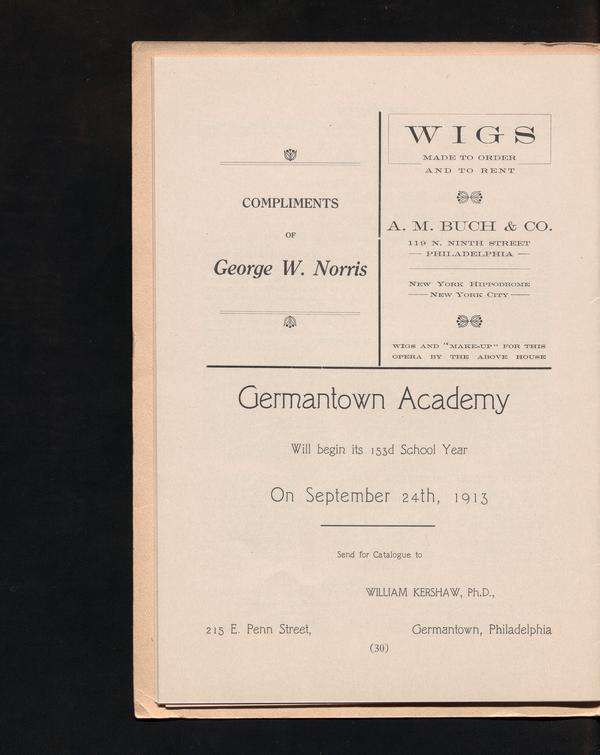 COMPLIMENTS
OF
George W. Norris
WIGS
MADE TO ORDER
AND TO RENT
A. M. BUCH & CO.
119 N. NINTH STREET
PHILADELPHIA
NEW YORK HIPPODROME
NEW YORK CITY
WIGS AND "MAKE-UP" FOR THIS
OPERA BY THE ABOVE HOUSE
Germantown Academy
Will begin its 153d School Year
On September 24th, 1913
Send for Catalogue to
WILLIAM KERSHAW, Ph.D.,
215 E. Penn Street, Germantown, Philadelphia
(30)